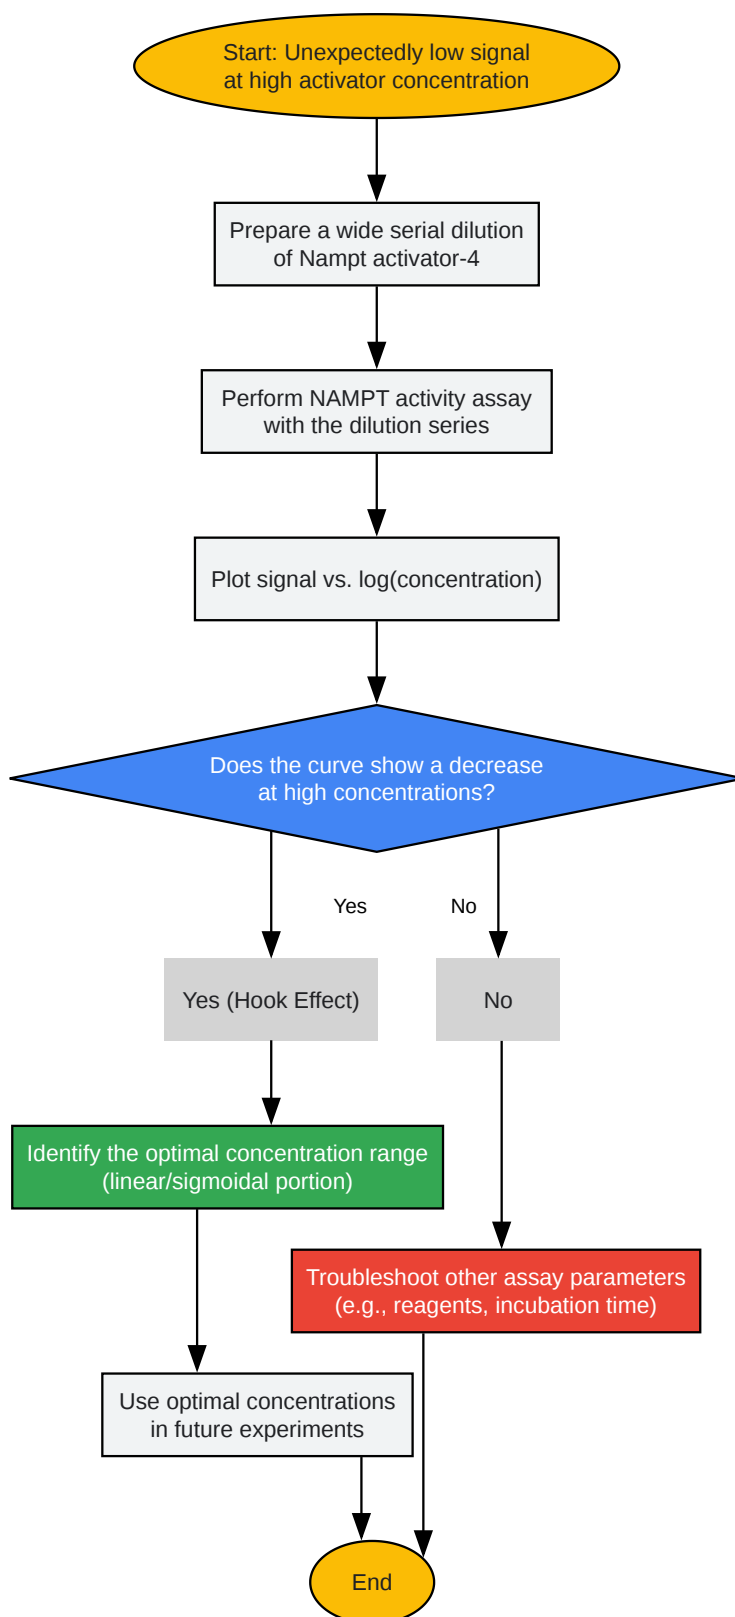 Start: Unexpectedly low signal
at high activator concentration
Prepare a wide serial dilution
of Nampt activator-4
Perform NAMPT activity assay
with the dilution series
Plot signal vs. log(concentration)
Does the curve show a decrease
at high concentrations?
Yes
No
Yes (Hook Effect)
No
Identify the optimal concentration range
(linear/sigmoidal portion)
Troubleshoot other assay parameters
(e.g., reagents, incubation time)
Use optimal concentrations
in future experiments
End